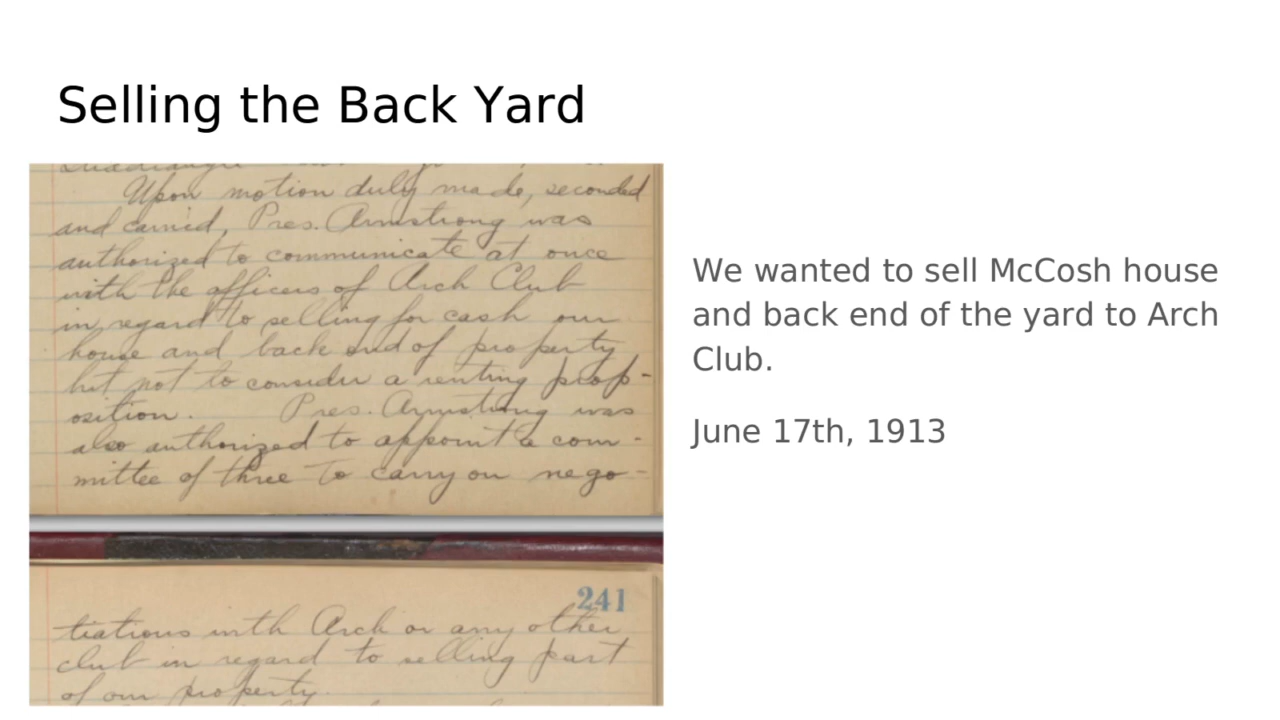 Selling the Back Yard
Quadrangle
Upon motion duly made, seconded
and carried, Pres. Armstrong was
authorized to communicate at once
with the officers of Arch Club
in regard to selling for cash our
house and back end of property
but not to consider a renting prop-
osition. Pres. Armstrong was
also authorized to appoint a com-
mittee of three to carry on nego-
241
tiations with Arch or any other
club in regard to selling part
of our property.
We wanted to sell McCosh house
and back end of the yard to Arch
Club.
June 17th, 1913